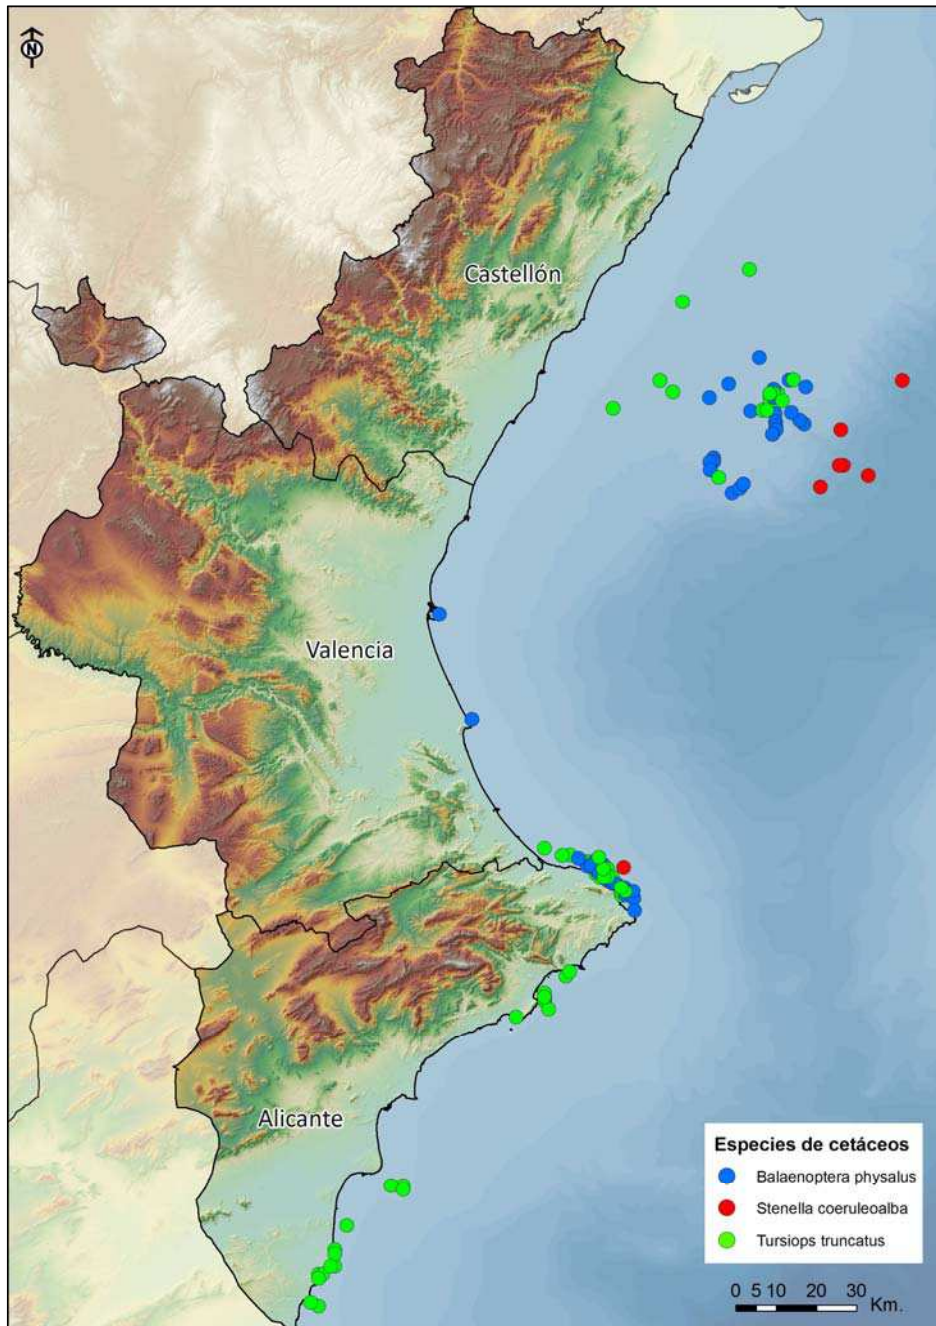 N
Castellón
Valencia
Alicante
Especies de cetáceos
Balaenoptera physalus
Stenella coeruleoalba
Tursiops truncatus
0 5 10 20 30
Km.